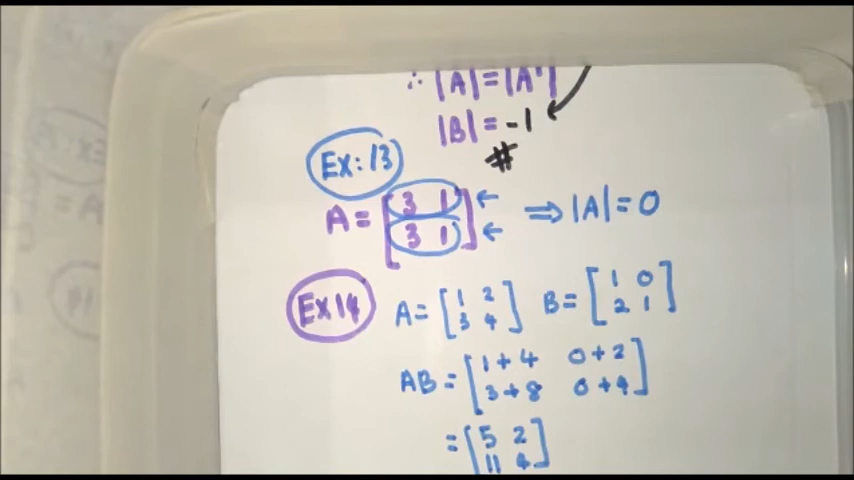 ∴ |A|=|A'|
|B|= -1
#
Ex:13
A = [3 1
3 1] ⇒ |A|=0
Ex 14 A = [1 2
3 4] B = [1 0
2 1]
AB = [1+4 0+2
3+8 0+4]
= [5 2
11 4]